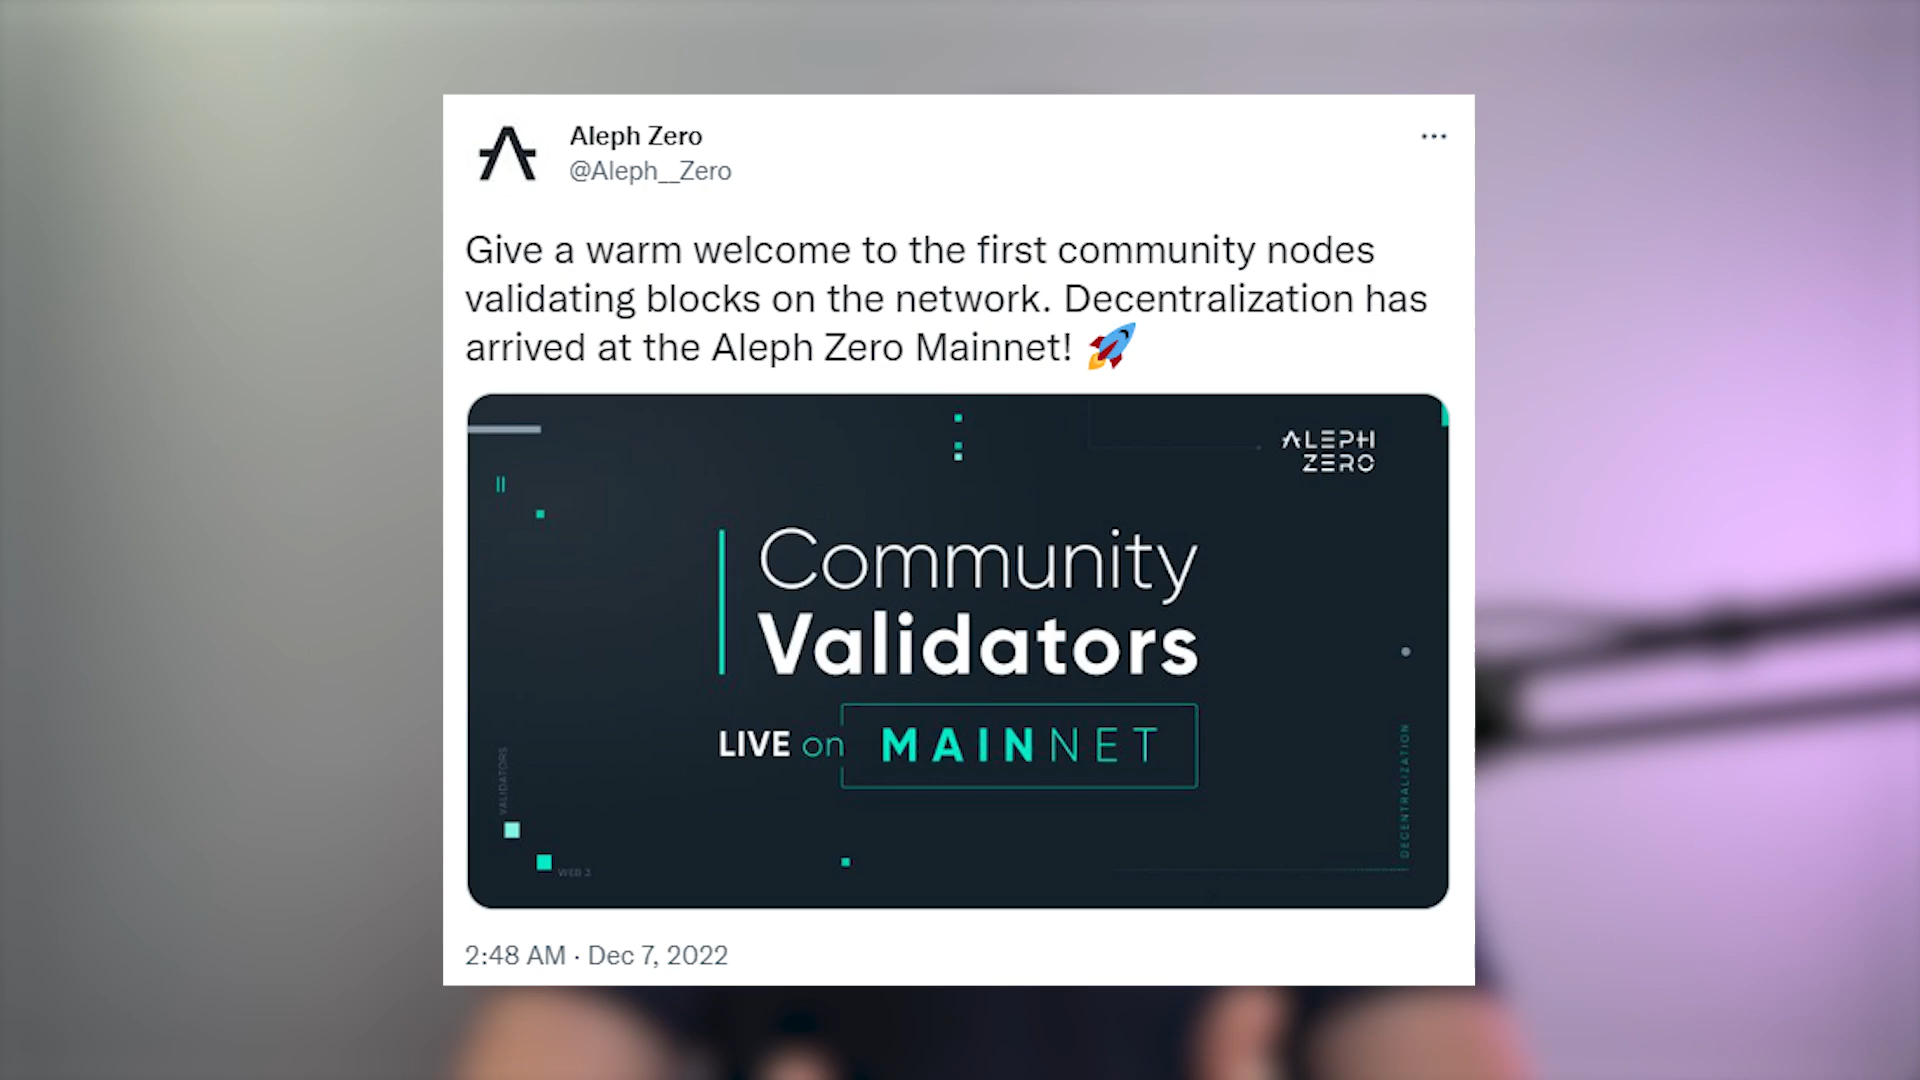 Aleph Zero
@Aleph__Zero
Give a warm welcome to the first community nodes
validating blocks on the network. Decentralization has
arrived at the Aleph Zero Mainnet! 🚀
ALEPH
ZERO
Community
Validators
LIVE on MAINNET
VALIDATORS
WEB 3
DECENTRALIZATION
2:48 AM · Dec 7, 2022